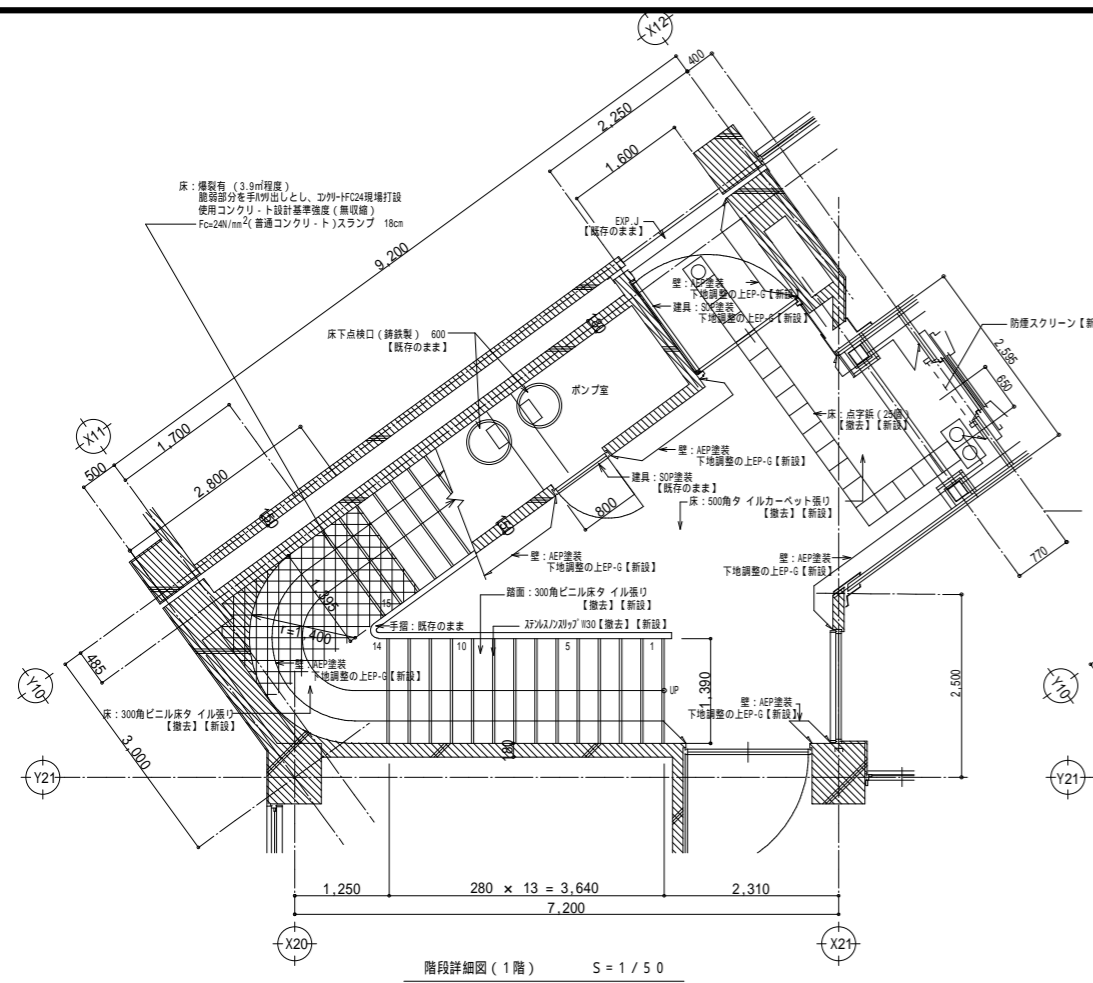 X12
400
2,250
1,600
床：爆裂有 （3.9㎡程度）
脆弱部分を手ハツリ出しとし、コンクリートFC24現場打設
使用コンクリ‐ト設計基準強度（無収縮）
Fc=24N/mm2(普通コンクリ‐ト)スランプ 18cm
EXP.J
【既存のまま】
9,200
壁：AEP塗装
下地調整の上EP-G【新設】
建具：SOP塗装
下地調整の上EP-G【新設】
防煙スクリーン【新
床下点検口（鋳鉄製） 600
【既存のまま】
2,595
650
ポンプ室
床：点字鋲（25個）
【撤去】【新設】
X11
1,700
500
2,800
壁：AEP塗装
下地調整の上EP-G【新設】
建具：SOP塗装
【既存のまま】
800
床：500角タイルカーペット張り
【撤去】【新設】
770
壁：AEP塗装
下地調整の上EP-G【新設】
壁：AEP塗装
下地調整の上EP-G【新設】
踏面：300角ビニル床タイル張り
【撤去】【新設】
ステンレスノンスリップ W30【撤去】【新設】
手摺：既存のまま
1,395
r=1,400
15
14
10
5
1
UP
1,390
2,500
485
壁：AEP塗装
下地調整の上EP-G【新設】
壁：AEP塗装
下地調整の上EP-G【新設】
Y10
Y10
床：300角ビニル床タイル張り
【撤去】【新設】
3,000
180
Y21
Y21
1,250
280 × 13 = 3,640
2,310
7,200
X20
X21
階段詳細図（1階） S=1/50